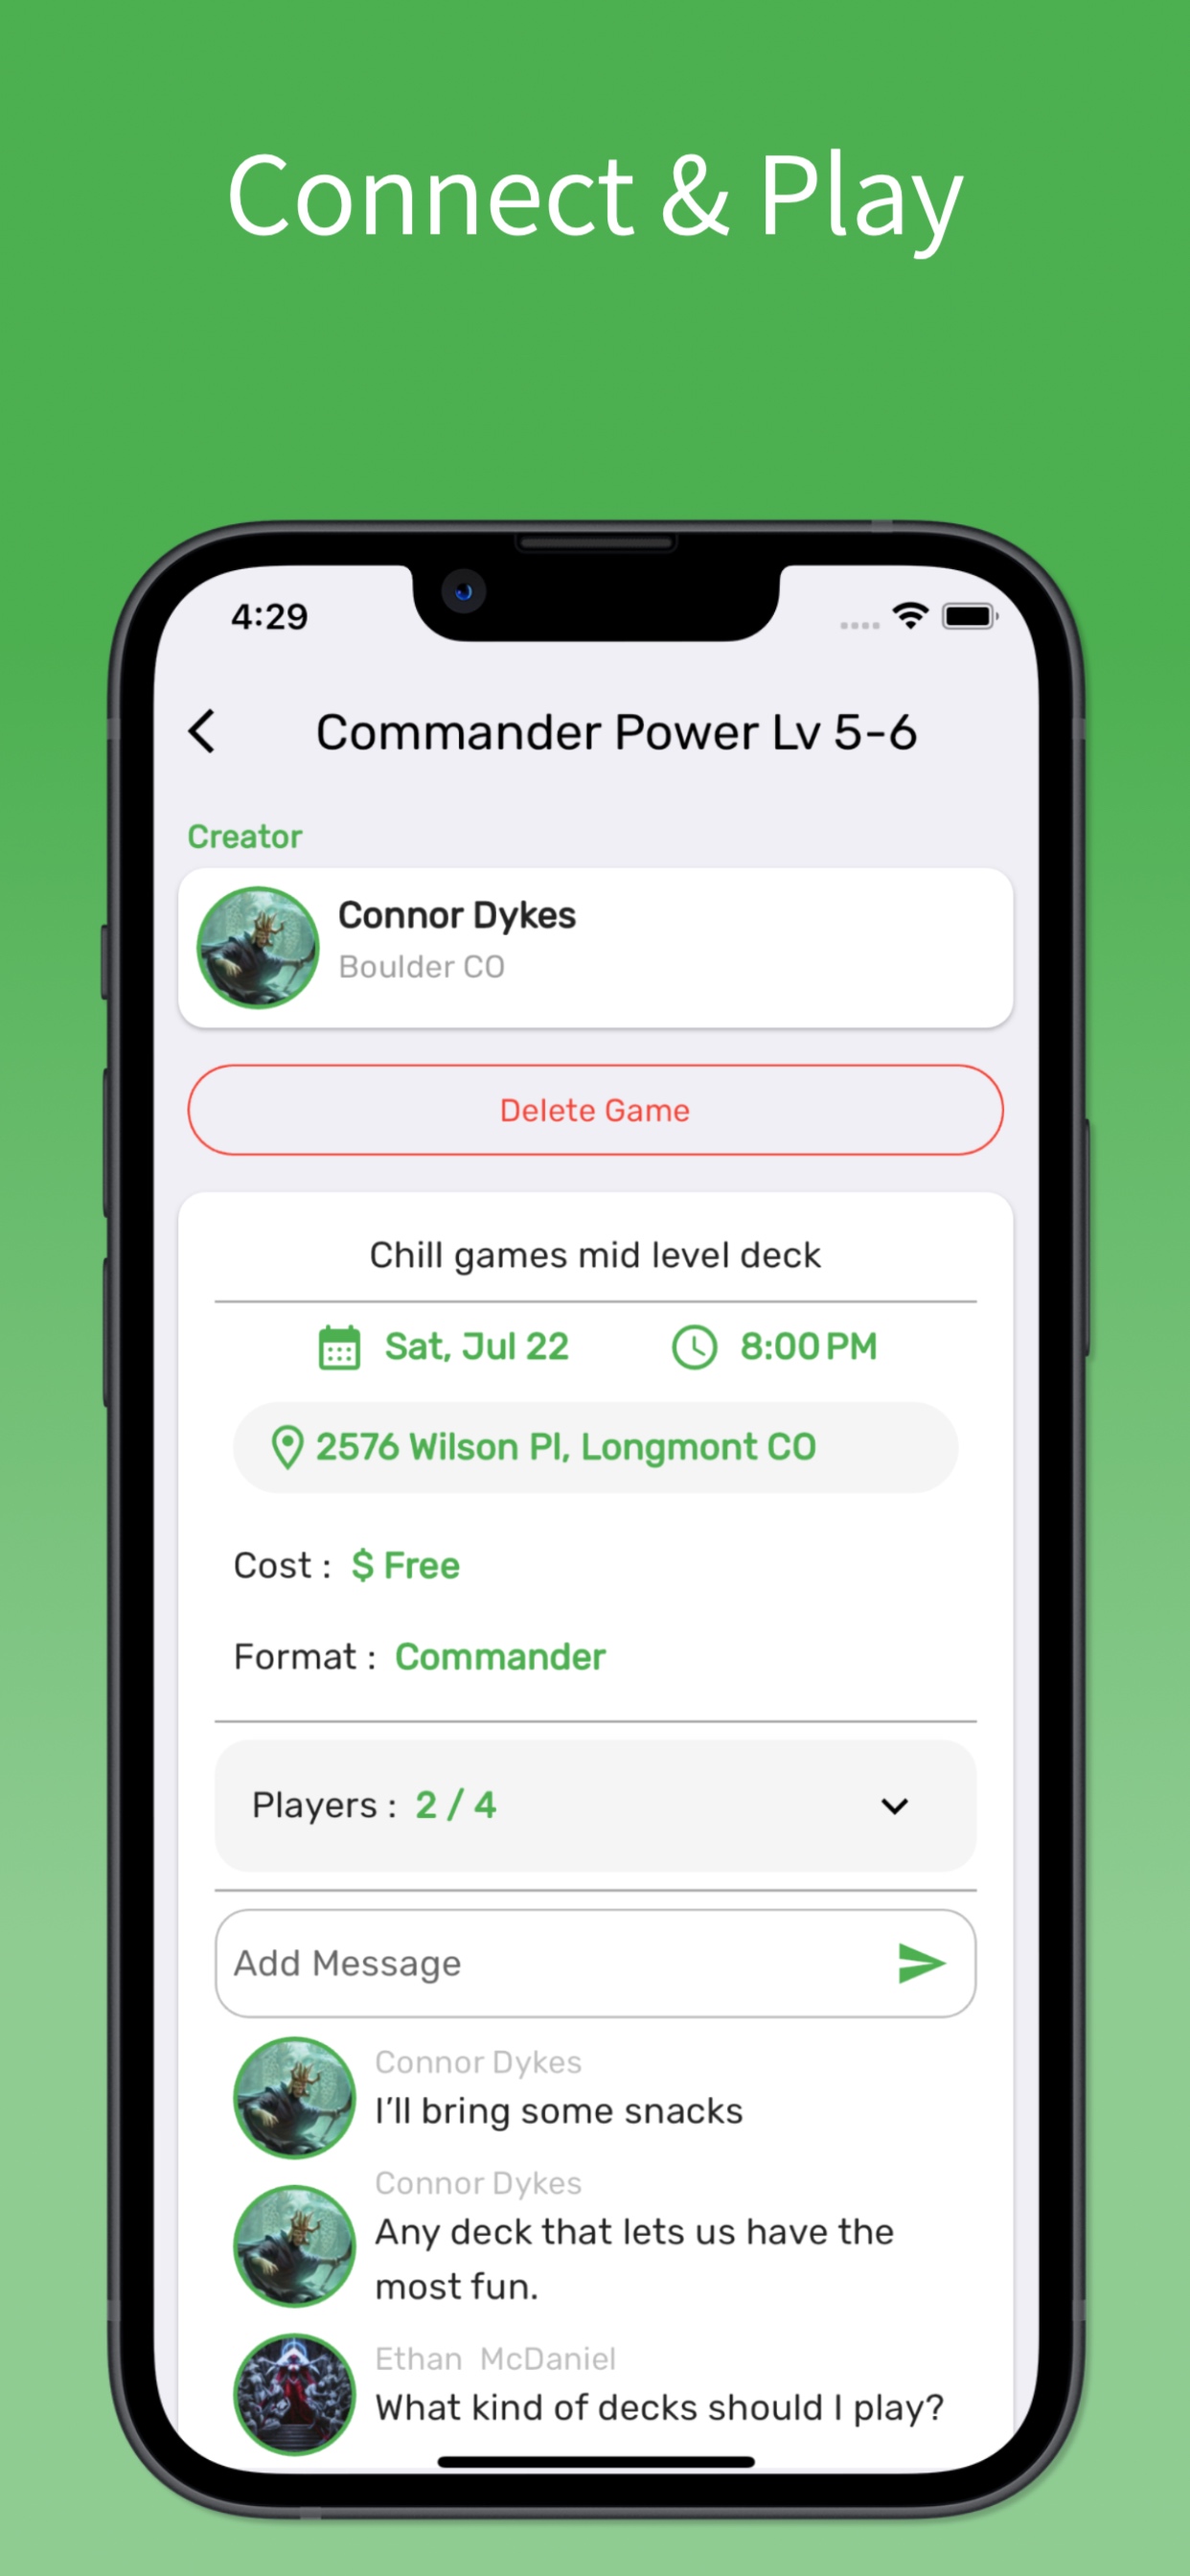 Connect & Play
4:29
Commander Power Lv 5-6
Creator
Connor Dykes
Boulder CO
Delete Game
Chill games mid level deck
Sat, Jul 22
8:00 PM
2576 Wilson Pl, Longmont CO
Cost : $ Free
Format : Commander
Players : 2 / 4
Add Message
Connor Dykes
I'll bring some snacks
Connor Dykes
Any deck that lets us have the
most fun.
Ethan McDaniel
What kind of decks should I play?